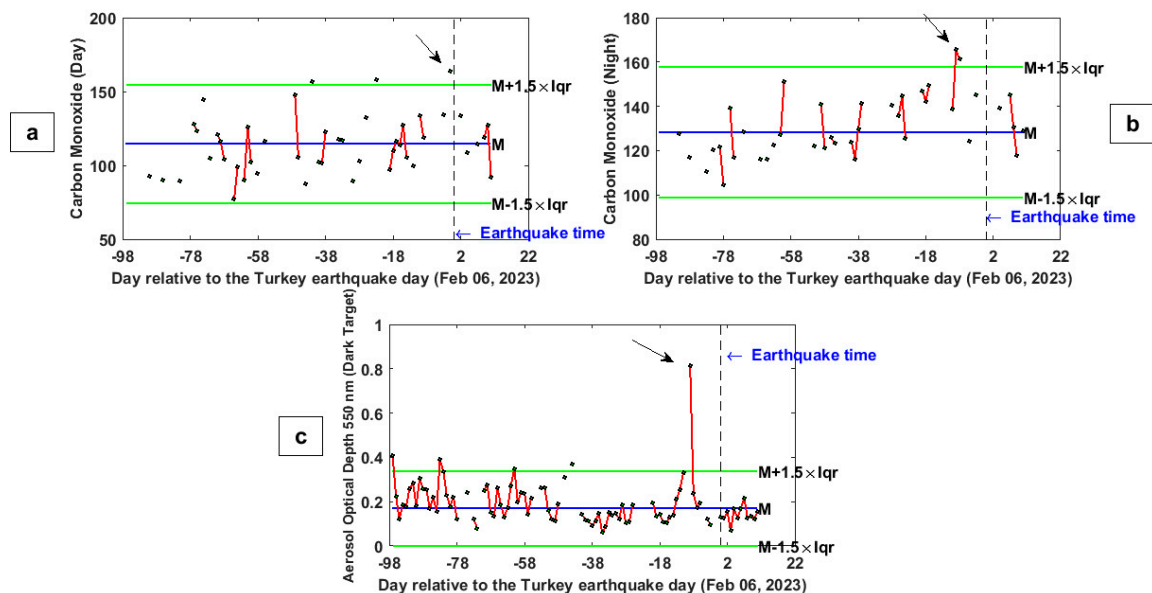 a
Carbon Monoxide (Day)
200
150
100
50
M+1.5×Iqr
M
M-1.5×Iqr
← Earthquake time
-98 -78 -58 -38 -18 2 22
Day relative to the Turkey earthquake day (Feb 06, 2023)
b
Carbon Monoxide (Night)
180
160
140
120
100
80
M+1.5×Iqr
M
M-1.5×Iqr
← Earthquake time
-98 -78 -58 -38 -18 2 22
Day relative to the Turkey earthquake day (Feb 06, 2023)
c
Aerosol Optical Depth 550 nm (Dark Target)
1
0.8
0.6
0.4
0.2
0
← Earthquake time
M+1.5×Iqr
M
M-1.5×Iqr
-98 -78 -58 -38 -18 2 22
Day relative to the Turkey earthquake day (Feb 06, 2023)